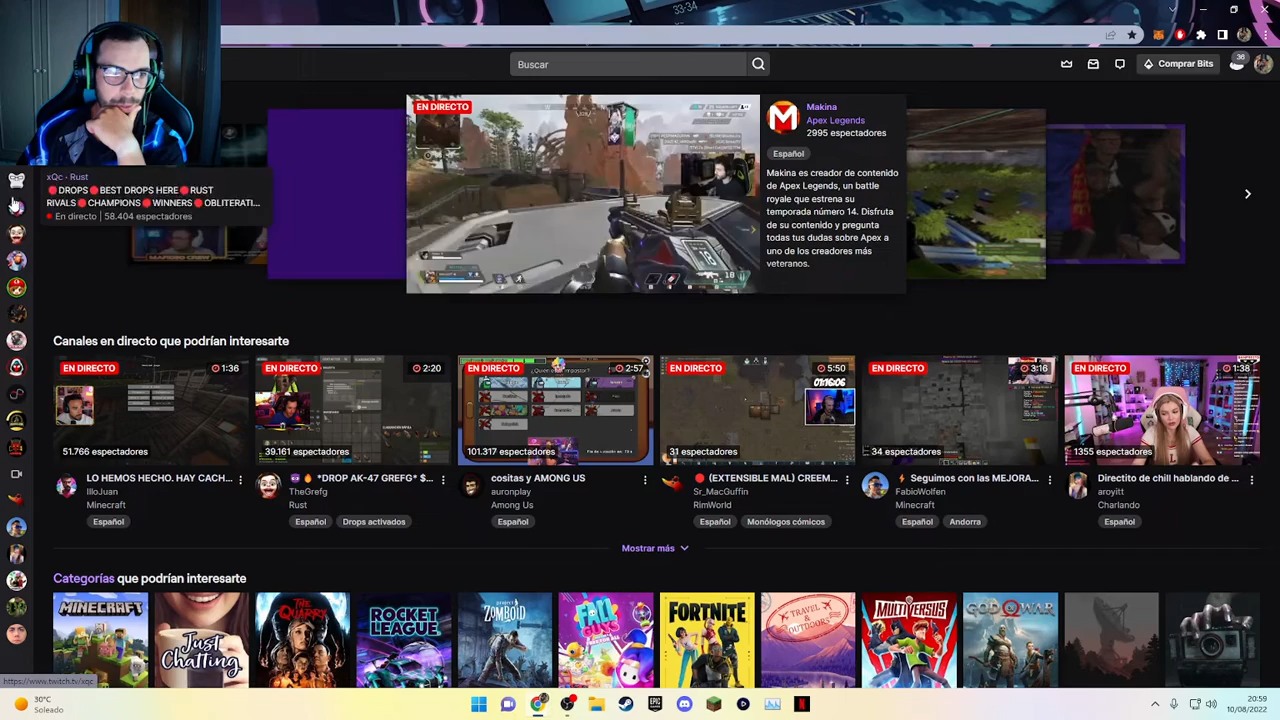 33:34
Buscar
Comprar Bits
36
EN DIRECTO
Makina
Apex Legends
2995 espectadores
Español
Makina es creador de contenido
de Apex Legends, un battle
royale que estrena su
temporada número 14. Disfruta
de su contenido y pregunta
todas tus dudas sobre Apex a
uno de los creadores más
veteranos.
xQc · Rust
🔴DROPS🔴BEST DROPS HERE🔴RUST
RIVALS🔴CHAMPIONS🔴WINNERS🔴OBLITERATI...
En directo | 58.404 espectadores
Canales en directo que podrían interesarte
EN DIRECTO
1:36
51.766 espectadores
LO HEMOS HECHO. HAY CACH...
IlloJuan
Minecraft
Español
EN DIRECTO
2:20
39.161 espectadores
*DROP AK-47 GREFG* $...
TheGrefg
Rust
Español
Drops activados
EN DIRECTO
2:57
101.317 espectadores
cositas y AMONG US
auronplay
Among Us
Español
EN DIRECTO
5:50
01:16:06
31 espectadores
🔴 (EXTENSIBLE MAL) CREEM...
Sr_MacGuffin
RimWorld
Español
Monólogos cómicos
EN DIRECTO
3:16
34 espectadores
⚡ Seguimos con las MEJORA...
FabioWolfen
Minecraft
Español
Andorra
EN DIRECTO
1:38
1355 espectadores
Directito de chill hablando de ...
aroyitt
Charlando
Español
Mostrar más
Categorías que podrían interesarte
MINECRAFT
Just
Chatting
THE QUARRY
ROCKET
LEAGUE
project
ZOMBOID
FALL
GUYS
FORTNITE
TRAVEL
& OUTDOORS
MULTIVERSUS
GOD OF WAR
https://www.twitch.tv/xqc
30°C
Soleado
20:59
10/08/2022